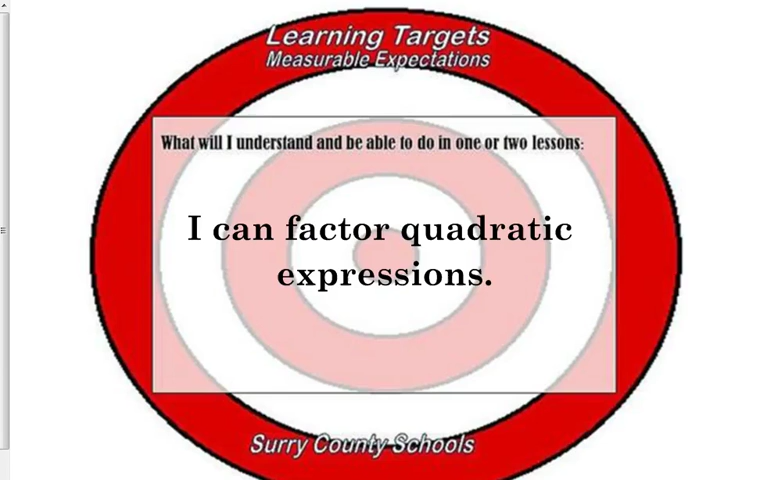 Learning Targets
Measurable Expectations
What will I understand and be able to do in one or two lessons:
I can factor quadratic
expressions.
Surry County Schools